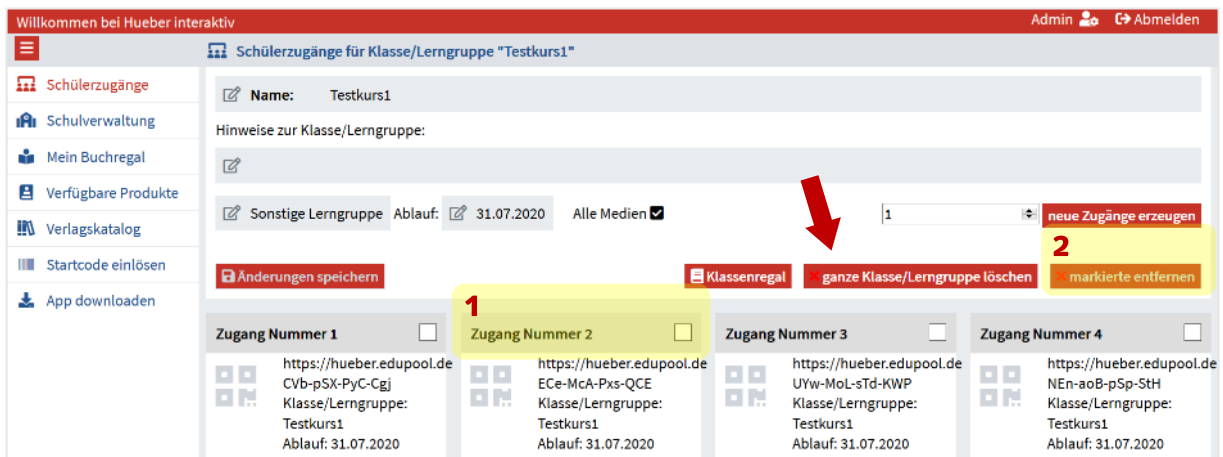 Willkommen bei Hueber interaktiv
Admin Abmelden
Schülerzugänge für Klasse/Lerngruppe "Testkurs1"
Schülerzugänge
Schulverwaltung
Mein Buchregal
Verfügbare Produkte
Verlagskatalog
Startcode einlösen
App downloaden
Name: Testkurs1
Hinweise zur Klasse/Lerngruppe:
Sonstige Lerngruppe Ablauf: 31.07.2020 Alle Medien
1 neue Zugänge erzeugen
2
Änderungen speichern Klassenregal ganze Klasse/Lerngruppe löschen markierte entfernen
1
Zugang Nummer 1
https://hueber.edupool.de
CVb-pSX-PyC-Cgj
Klasse/Lerngruppe:
Testkurs1
Ablauf: 31.07.2020
Zugang Nummer 2
https://hueber.edupool.de
ECe-McA-Pxs-QCE
Klasse/Lerngruppe:
Testkurs1
Ablauf: 31.07.2020
Zugang Nummer 3
https://hueber.edupool.de
UYw-MoL-sTd-KWP
Klasse/Lerngruppe:
Testkurs1
Ablauf: 31.07.2020
Zugang Nummer 4
https://hueber.edupool.de
NEn-aoB-pSp-StH
Klasse/Lerngruppe:
Testkurs1
Ablauf: 31.07.2020